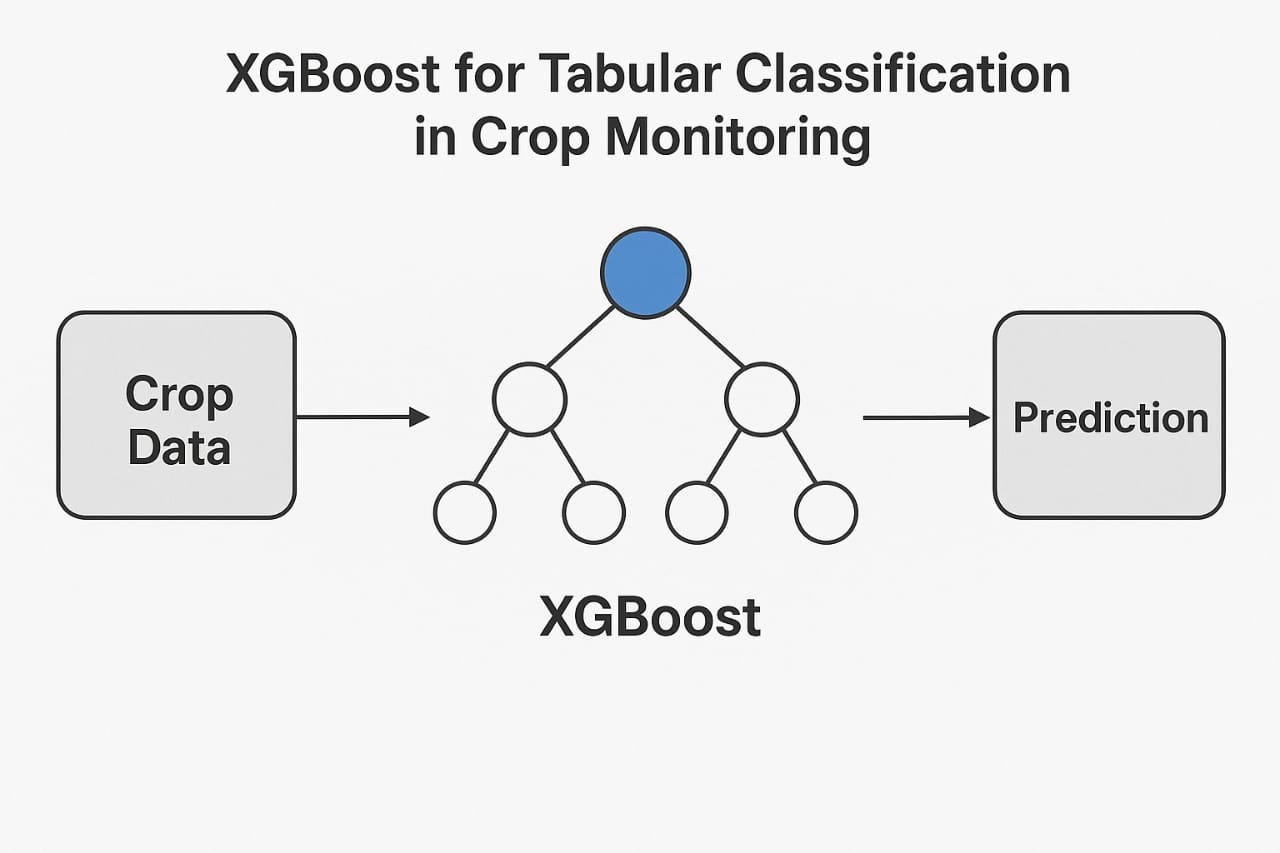 XGBoost for Tabular Classification
in Crop Monitoring
Crop
Data
Prediction
XGBoost